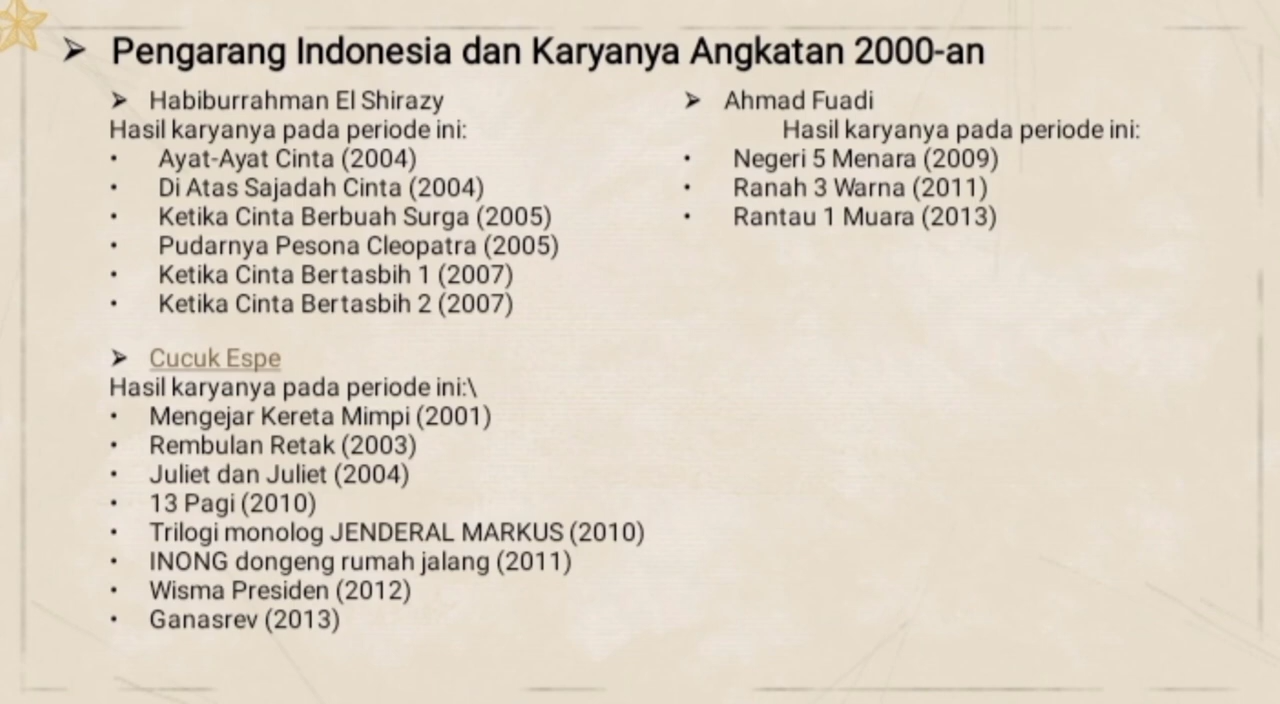 Pengarang Indonesia dan Karyanya Angkatan 2000-an
Habiburrahman El Shirazy
Hasil karyanya pada periode ini:
• Ayat-Ayat Cinta (2004)
• Di Atas Sajadah Cinta (2004)
• Ketika Cinta Berbuah Surga (2005)
• Pudarnya Pesona Cleopatra (2005)
• Ketika Cinta Bertasbih 1 (2007)
• Ketika Cinta Bertasbih 2 (2007)
Cucuk Espe
Hasil karyanya pada periode ini:\
• Mengejar Kereta Mimpi (2001)
• Rembulan Retak (2003)
• Juliet dan Juliet (2004)
• 13 Pagi (2010)
• Trilogi monolog JENDERAL MARKUS (2010)
• INONG dongeng rumah jalang (2011)
• Wisma Presiden (2012)
• Ganasrev (2013)
Ahmad Fuadi
Hasil karyanya pada periode ini:
• Negeri 5 Menara (2009)
• Ranah 3 Warna (2011)
• Rantau 1 Muara (2013)